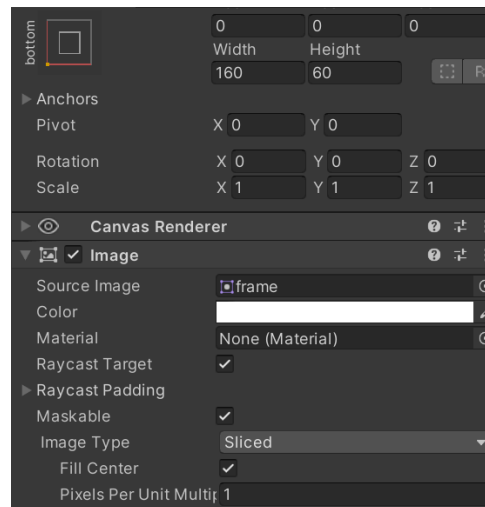 bottom
0 0 0
Width Height
160 60
Anchors
Pivot X 0 Y 0
Rotation X 0 Y 0 Z 0
Scale X 1 Y 1 Z 1
Canvas Renderer
Image
Source Image frame
Color
Material None (Material)
Raycast Target
Raycast Padding
Maskable
Image Type Sliced
Fill Center
Pixels Per Unit Multip 1